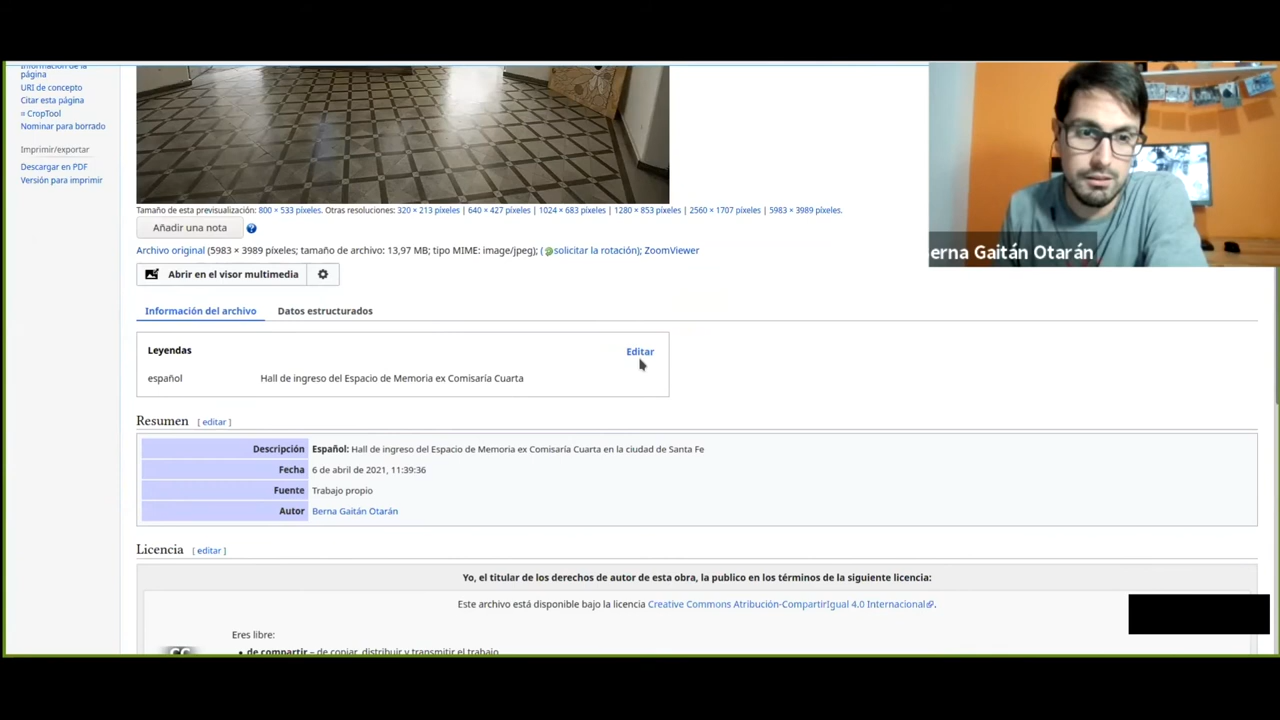 Información de la
página
URI de concepto
Citar esta página
¤ CropTool
Nominar para borrado
Imprimir/exportar
Descargar en PDF
Versión para imprimir
Tamaño de esta previsualización: 800 × 533 píxeles. Otras resoluciones: 320 × 213 píxeles | 640 × 427 píxeles | 1024 × 683 píxeles | 1280 × 853 píxeles | 2560 × 1707 píxeles | 5983 × 3989 píxeles.
Añadir una nota
Archivo original (5983 × 3989 píxeles; tamaño de archivo: 13,97 MB; tipo MIME: image/jpeg); ( solicitar la rotación); ZoomViewer
Abrir en el visor multimedia
Información del archivo Datos estructurados
Leyendas Editar
español Hall de ingreso del Espacio de Memoria ex Comisaría Cuarta
Resumen [ editar ]
Descripción Español: Hall de ingreso del Espacio de Memoria ex Comisaría Cuarta en la ciudad de Santa Fe
Fecha 6 de abril de 2021, 11:39:36
Fuente Trabajo propio
Autor Berna Gaitán Otarán
Licencia [ editar ]
Yo, el titular de los derechos de autor de esta obra, la publico en los términos de la siguiente licencia:
Este archivo está disponible bajo la licencia Creative Commons Atribución-CompartirIgual 4.0 Internacional.
Eres libre:
• de compartir – de copiar, distribuir y transmitir el trabajo
cc
erna Gaitán Otarán